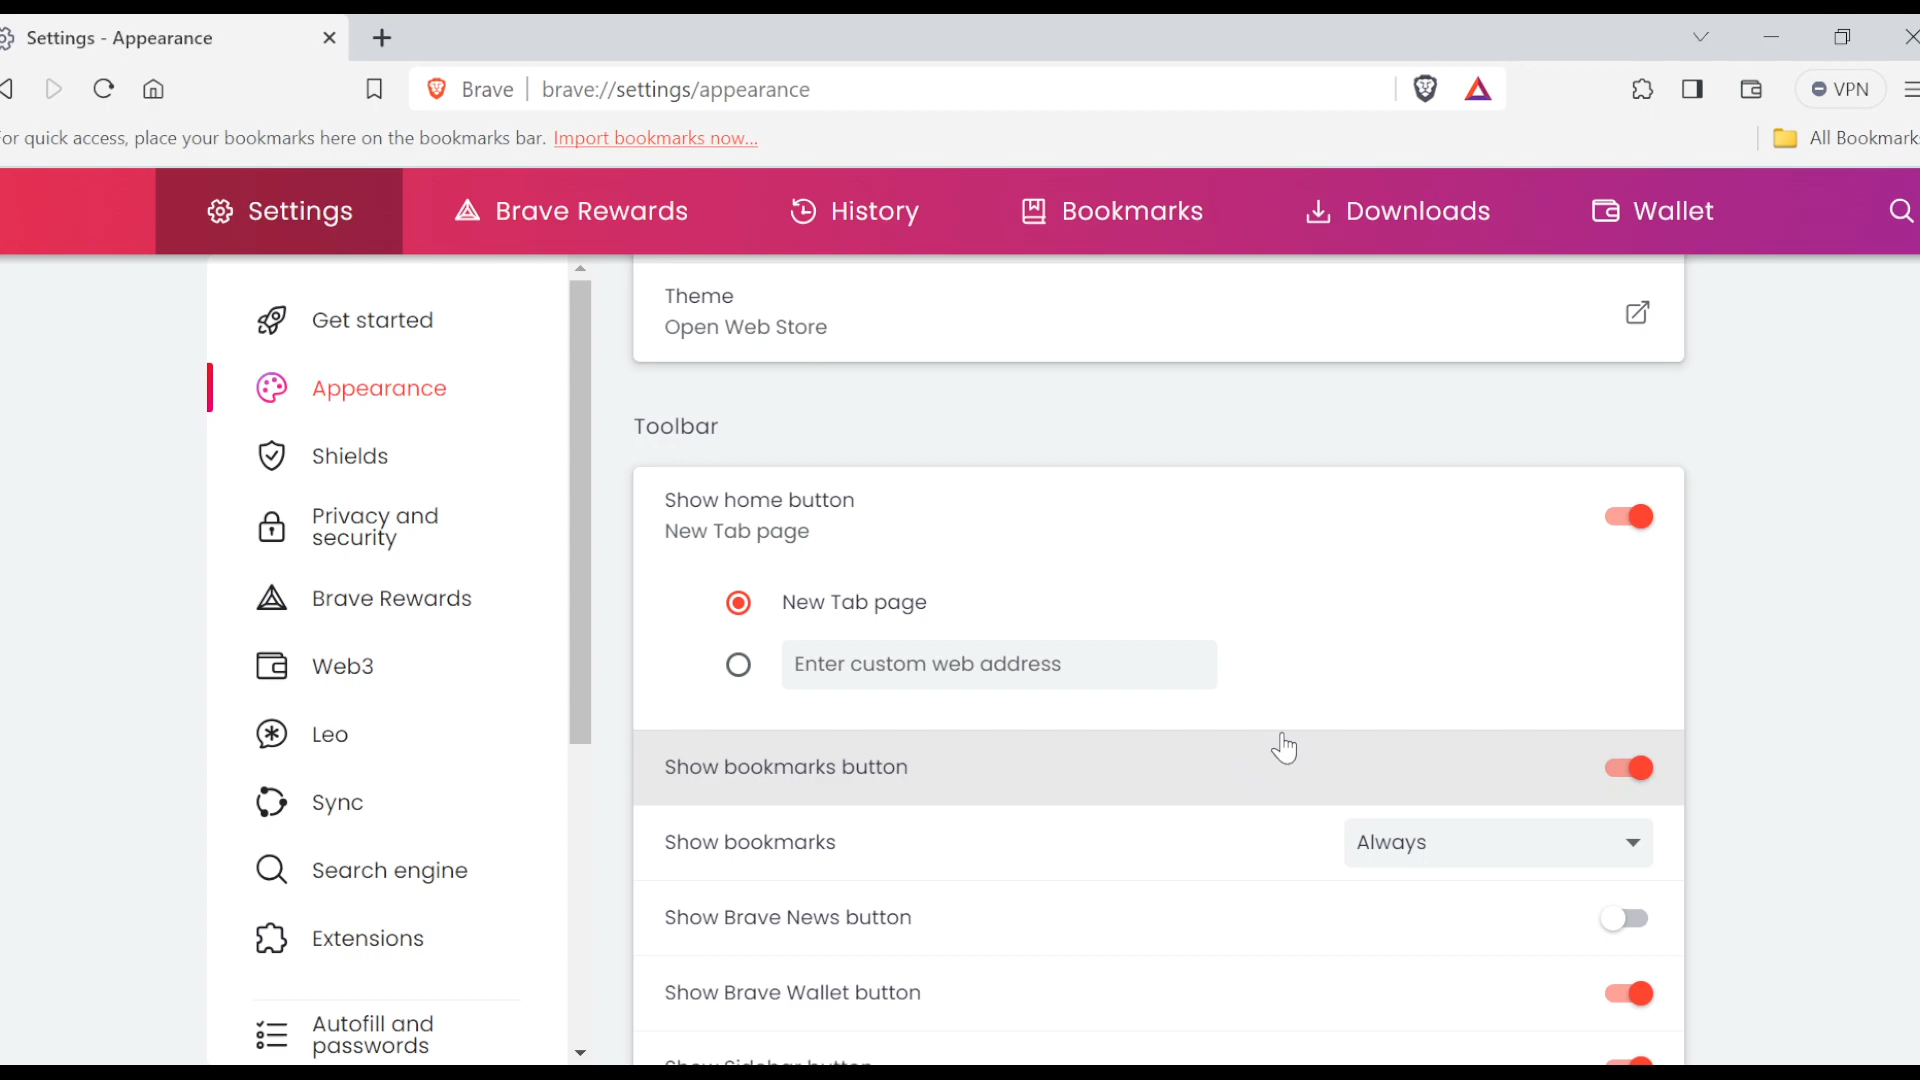 Settings - Appearance
Brave
brave://settings/appearance
VPN
or quick access, place your bookmarks here on the bookmarks bar. Import bookmarks now...
All Bookmarks
Settings
Brave Rewards
History
Bookmarks
Downloads
Wallet
Get started
Appearance
Shields
Privacy and
security
Brave Rewards
Web3
Leo
Sync
Search engine
Extensions
Autofill and
passwords
Theme
Open Web Store
Toolbar
Show home button
New Tab page
New Tab page
Enter custom web address
Show bookmarks button
Show bookmarks
Always
Show Brave News button
Show Brave Wallet button
Show Sidebar button